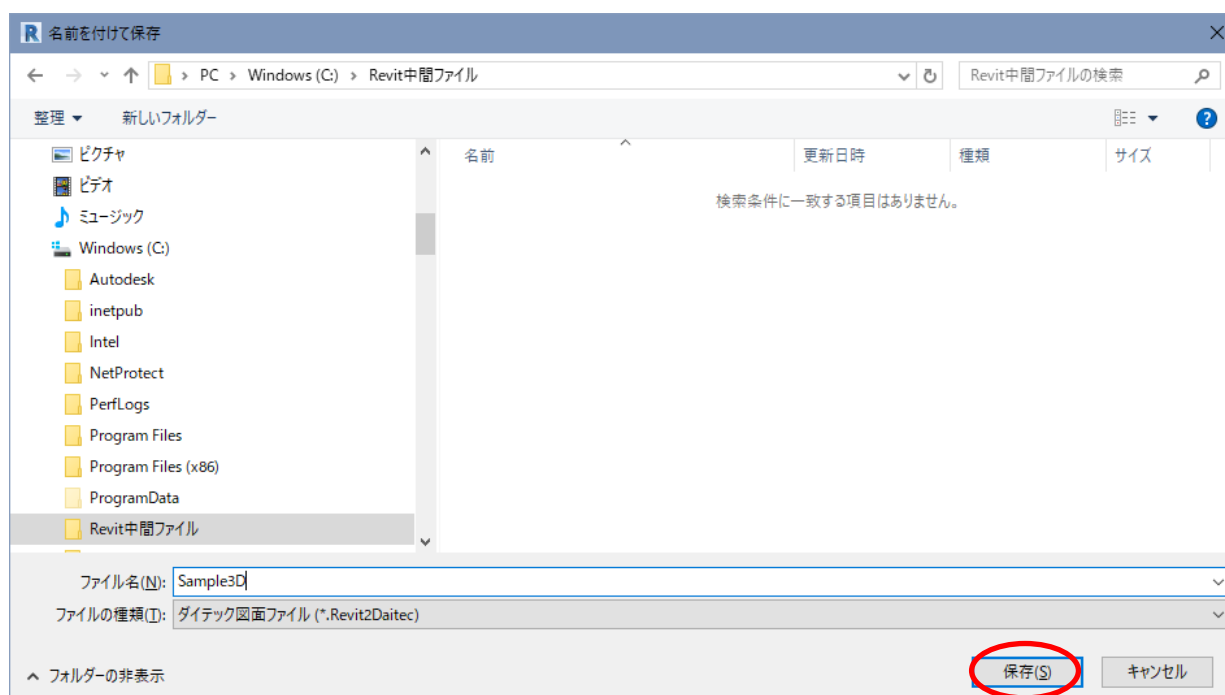 R 名前を付けて保存
PC > Windows (C:) > Revit中間ファイル
Revit中間ファイルの検索
整理 新しいフォルダー ?
名前 更新日時 種類 サイズ
検索条件に一致する項目はありません。
ピクチャ
ビデオ
ミュージック
Windows (C:)
Autodesk
inetpub
Intel
NetProtect
PerfLogs
Program Files
Program Files (x86)
ProgramData
Revit中間ファイル
ファイル名(N): Sample3D
ファイルの種類(T): ダイテック図面ファイル (*.Revit2Daitec)
フォルダーの非表示 保存(S) キャンセル